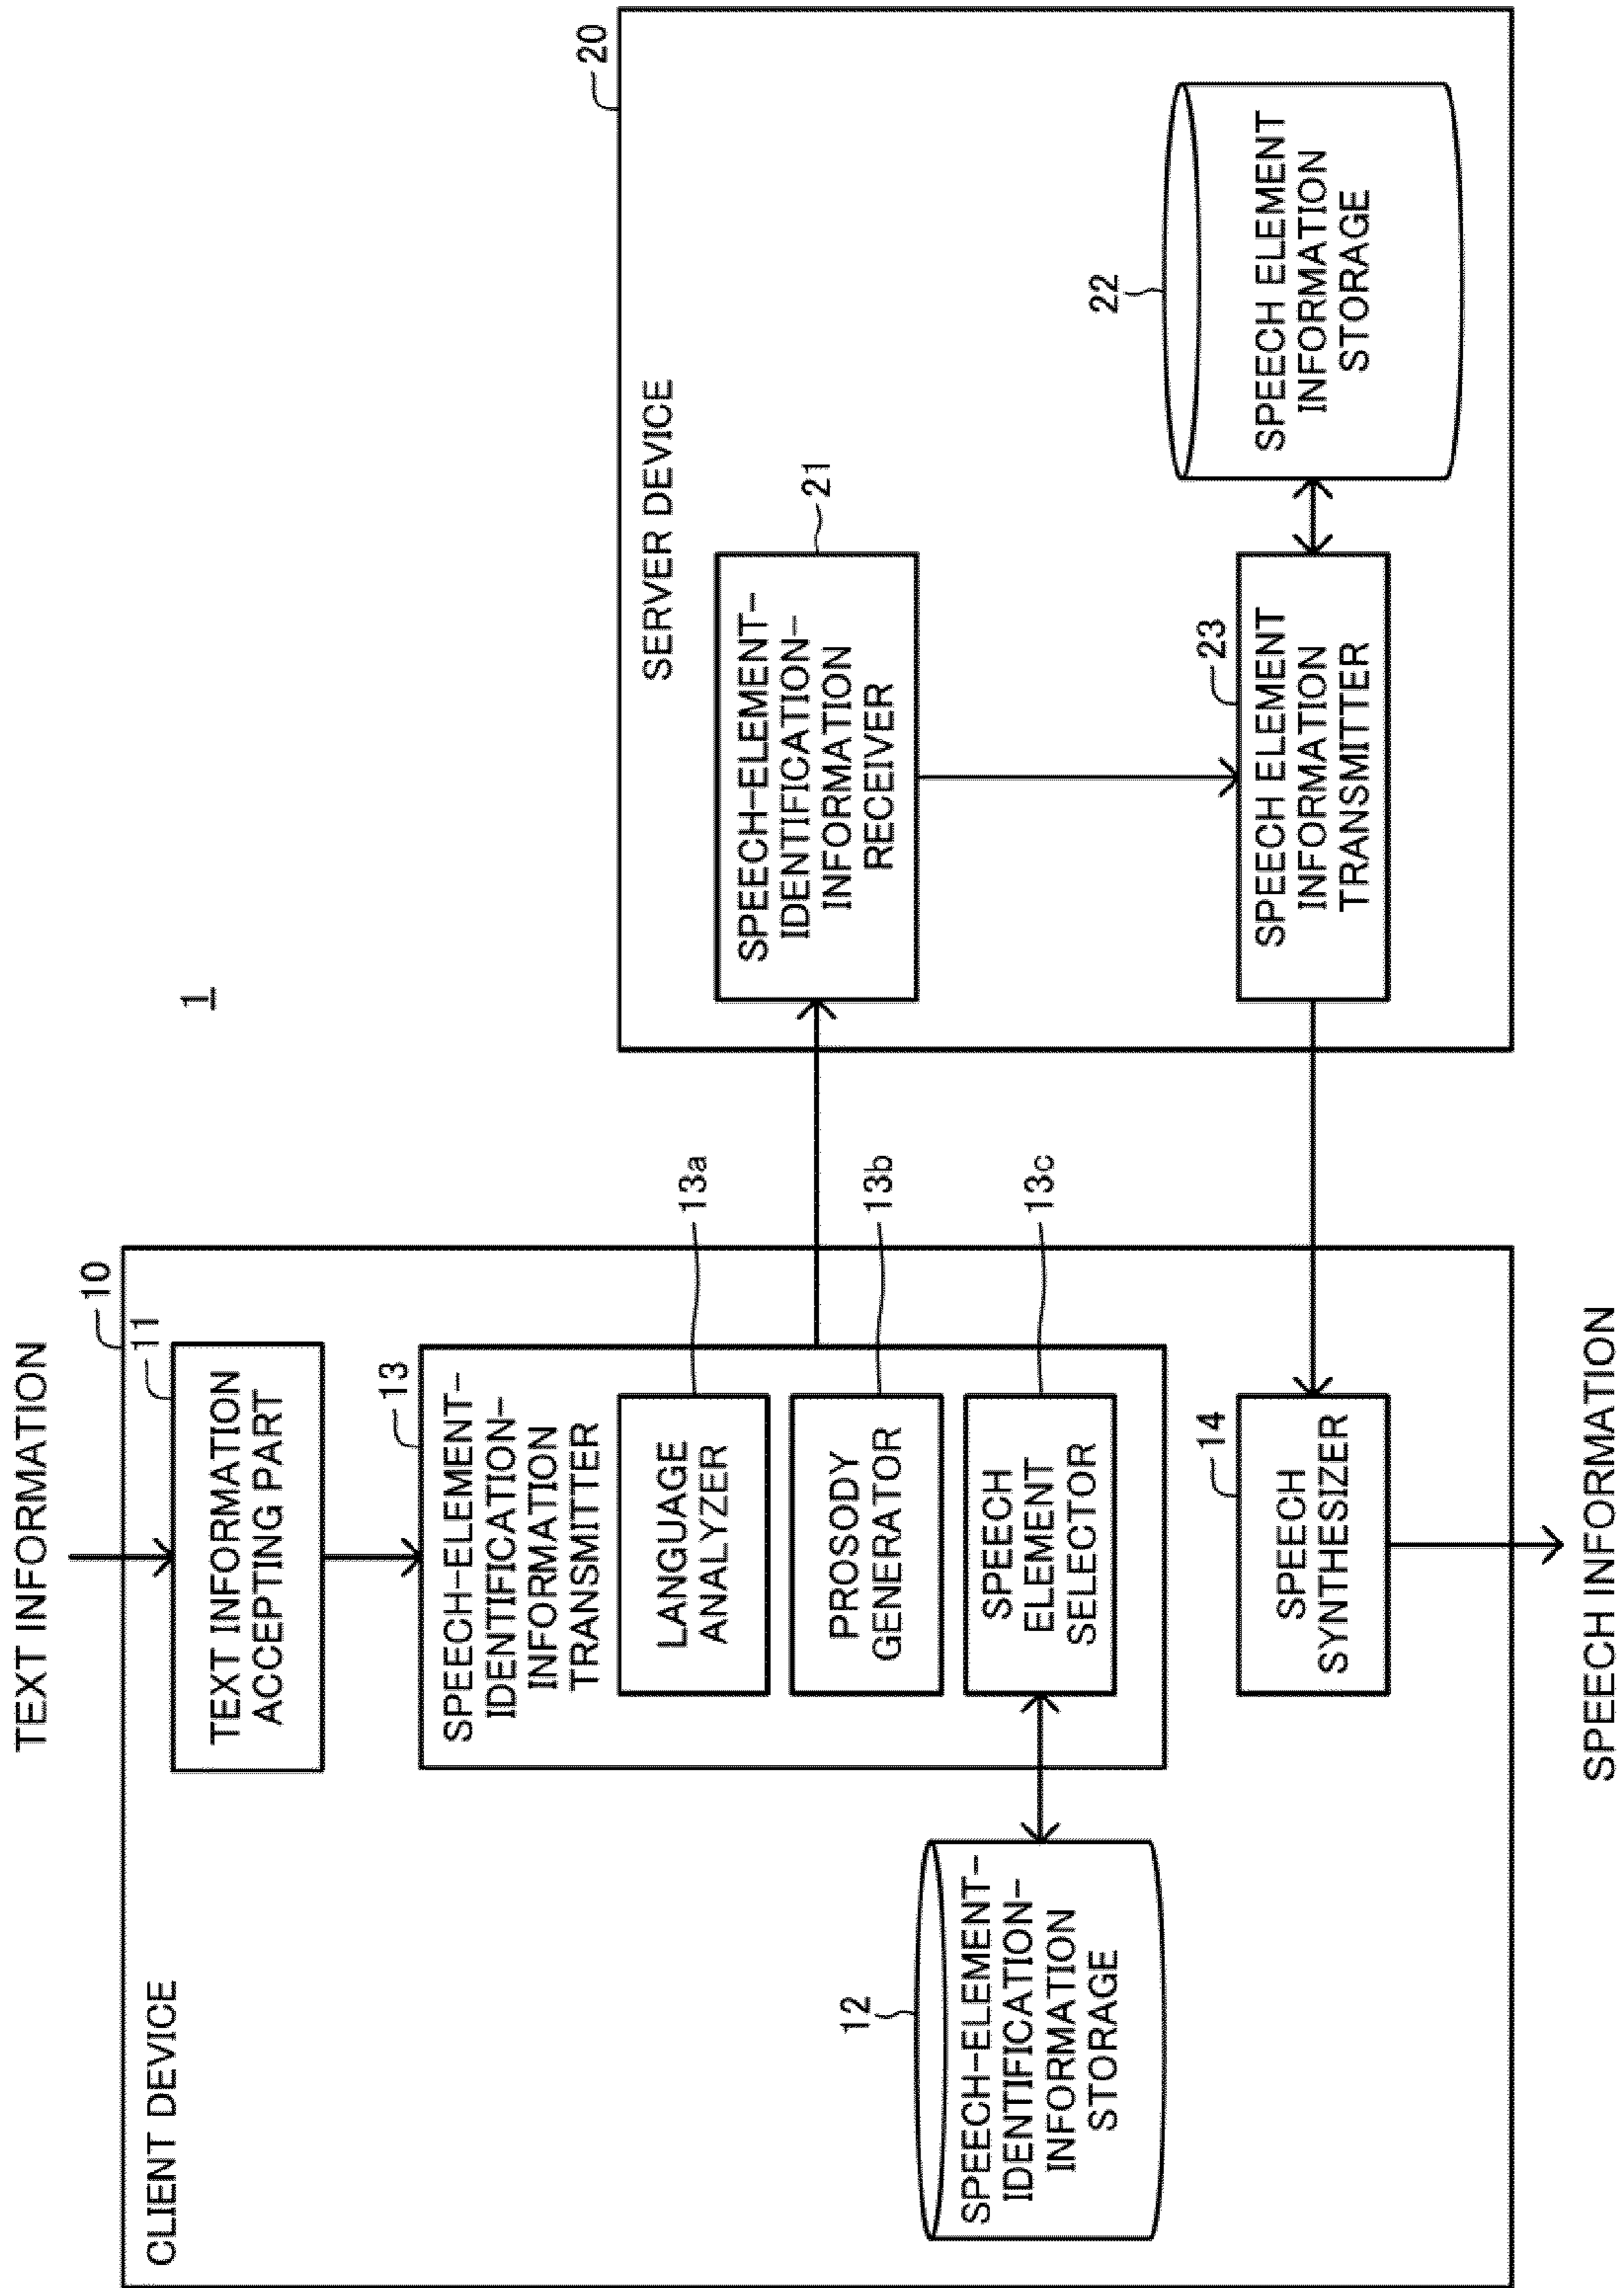 1
TEXT INFORMATION
10
CLIENT DEVICE
11
TEXT INFORMATION
ACCEPTING PART
13
SPEECH-ELEMENT-
IDENTIFICATION-
INFORMATION
TRANSMITTER
LANGUAGE
ANALYZER
13a
PROSODY
GENERATOR
13b
SPEECH
ELEMENT
SELECTOR
13c
12
SPEECH-ELEMENT-
IDENTIFICATION-
INFORMATION
STORAGE
14
SPEECH
SYNTHESIZER
SPEECH INFORMATION
20
SERVER DEVICE
21
SPEECH-ELEMENT-
IDENTIFICATION-
INFORMATION
RECEIVER
22
SPEECH ELEMENT
INFORMATION
STORAGE
23
SPEECH ELEMENT
INFORMATION
TRANSMITTER